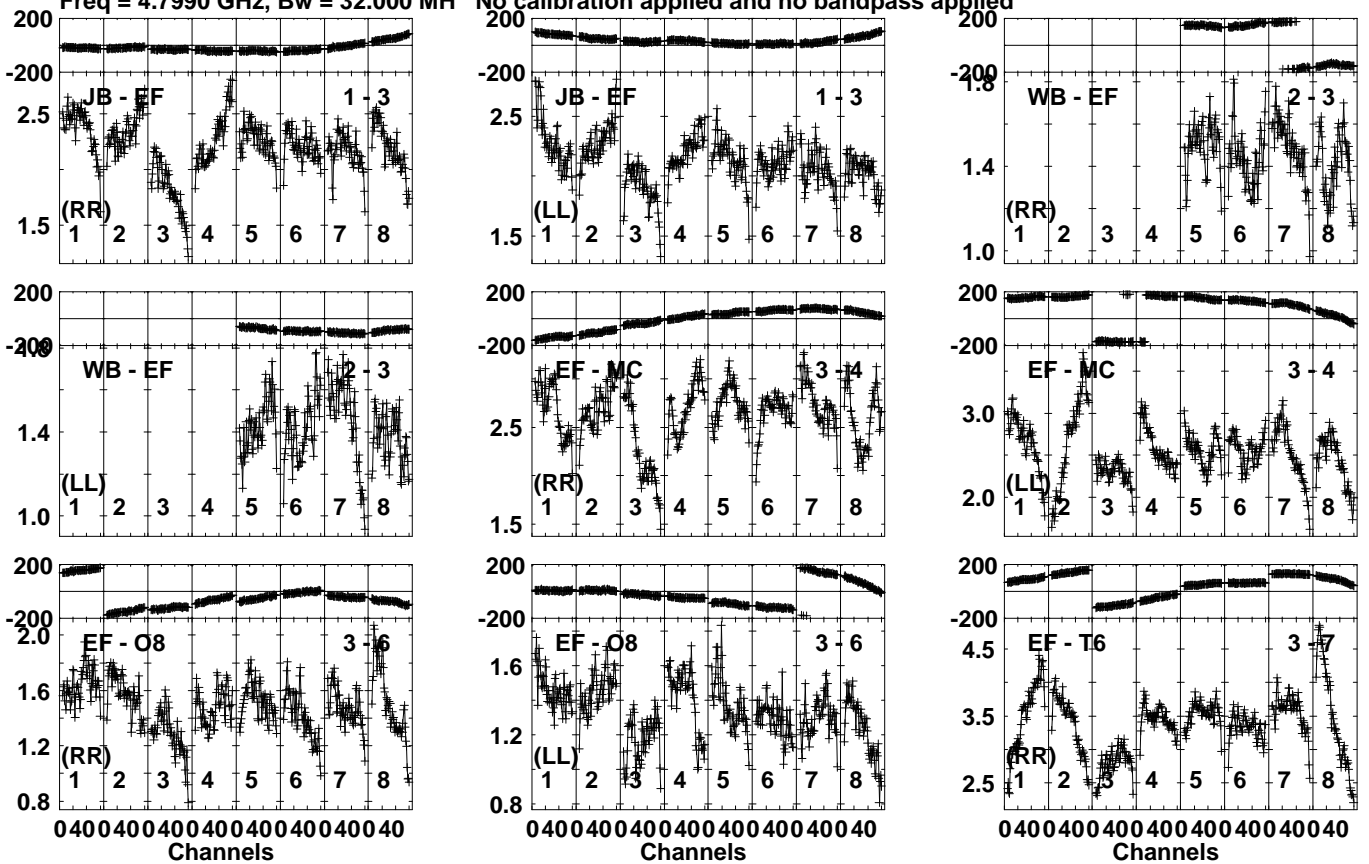 Freq = 4.7990 GHz, Bw = 32.000 MH No calibration applied and no bandpass applied
200
-200
JB - EF 1 - 3
2.5
1.5
(RR)
1 2 3 4 5 6 7 8
200
-200
JB - EF 1 - 3
2.5
1.5
(LL)
1 2 3 4 5 6 7 8
200
-200
1.8
WB - EF 2 - 3
1.4
1.0
(RR)
1 2 3 4 5 6 7 8
200
-200
1.8
WB - EF 2 - 3
1.4
1.0
(LL)
1 2 3 4 5 6 7 8
200
-200
EF - MC 3 - 4
2.5
1.5
(RR)
1 2 3 4 5 6 7 8
200
-200
EF - MC 3 - 4
3.0
2.0
(LL)
1 2 3 4 5 6 7 8
200
-200
2.0
EF - O8 3 - 6
1.6
1.2
0.8
(RR)
1 2 3 4 5 6 7 8
0 40 0 40 0 40 0 40 0 40 0 40 0 40 0 40
Channels
200
-200
EF - O8 3 - 6
1.6
1.2
0.8
(LL)
1 2 3 4 5 6 7 8
0 40 0 40 0 40 0 40 0 40 0 40 0 40 0 40
Channels
200
-200
EF - T6 3 - 7
4.5
3.5
2.5
(RR)
1 2 3 4 5 6 7 8
0 40 0 40 0 40 0 40 0 40 0 40 0 40 0 40
Channels